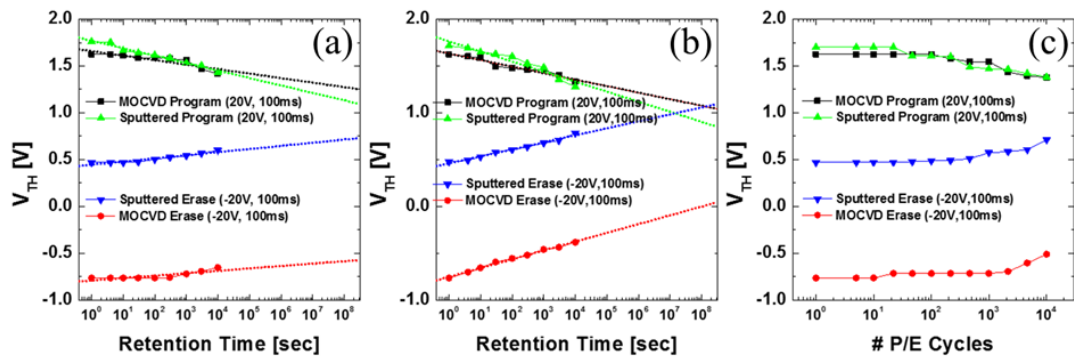 (a)
2.0
1.5
1.0
0.5
0.0
-0.5
-1.0
V_TH [V]
MOCVD Program (20V, 100ms)
Sputtered Program (20V, 100ms)
Sputtered Erase (-20V, 100ms)
MOCVD Erase (-20V, 100ms)
10^0 10^1 10^2 10^3 10^4 10^5 10^6 10^7 10^8
Retention Time [sec]
(b)
2.0
1.5
1.0
0.5
0.0
-0.5
-1.0
V_TH [V]
MOCVD Program (20V,100ms)
Sputtered Program (20V,100ms)
Sputtered Erase (-20V,100ms)
MOCVD Erase (-20V,100ms)
10^0 10^1 10^2 10^3 10^4 10^5 10^6 10^7 10^8
Retention Time [sec]
(c)
2.0
1.5
1.0
0.5
0.0
-0.5
-1.0
V_TH [V]
MOCVD Program (20V, 100ms)
Sputtered Program (20V, 100ms)
Sputtered Erase (-20V,100ms)
MOCVD Erase (-20V,100ms)
10^0 10^1 10^2 10^3 10^4
# P/E Cycles